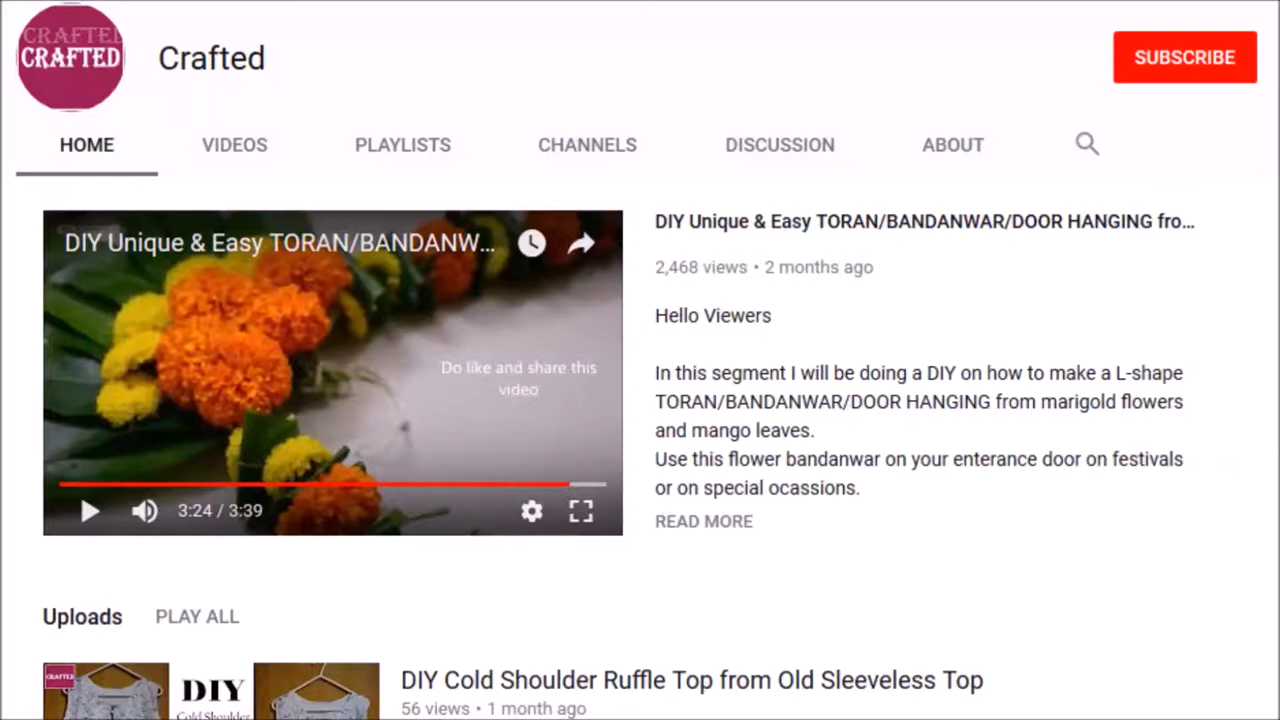 CRAFTED
CRAFTED
Crafted
SUBSCRIBE
HOME VIDEOS PLAYLISTS CHANNELS DISCUSSION ABOUT
DIY Unique & Easy TORAN/BANDANW...
Do like and share this
video
3:24 / 3:39
DIY Unique & Easy TORAN/BANDANWAR/DOOR HANGING fro...
2,468 views • 2 months ago
Hello Viewers
In this segment I will be doing a DIY on how to make a L-shape
TORAN/BANDANWAR/DOOR HANGING from marigold flowers
and mango leaves.
Use this flower bandanwar on your enterance door on festivals
or on special ocassions.
READ MORE
Uploads PLAY ALL
CRAFTED
DIY
Cold Shoulder
DIY Cold Shoulder Ruffle Top from Old Sleeveless Top
56 views • 1 month ago